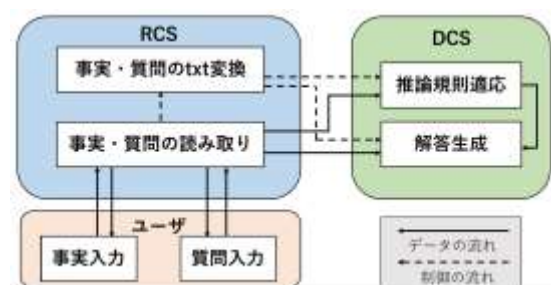 RCS
事実・質問のtxt変換
事実・質問の読み取り
DCS
推論規則適応
解答生成
ユーザ
事実入力
質問入力
データの流れ
制御の流れ